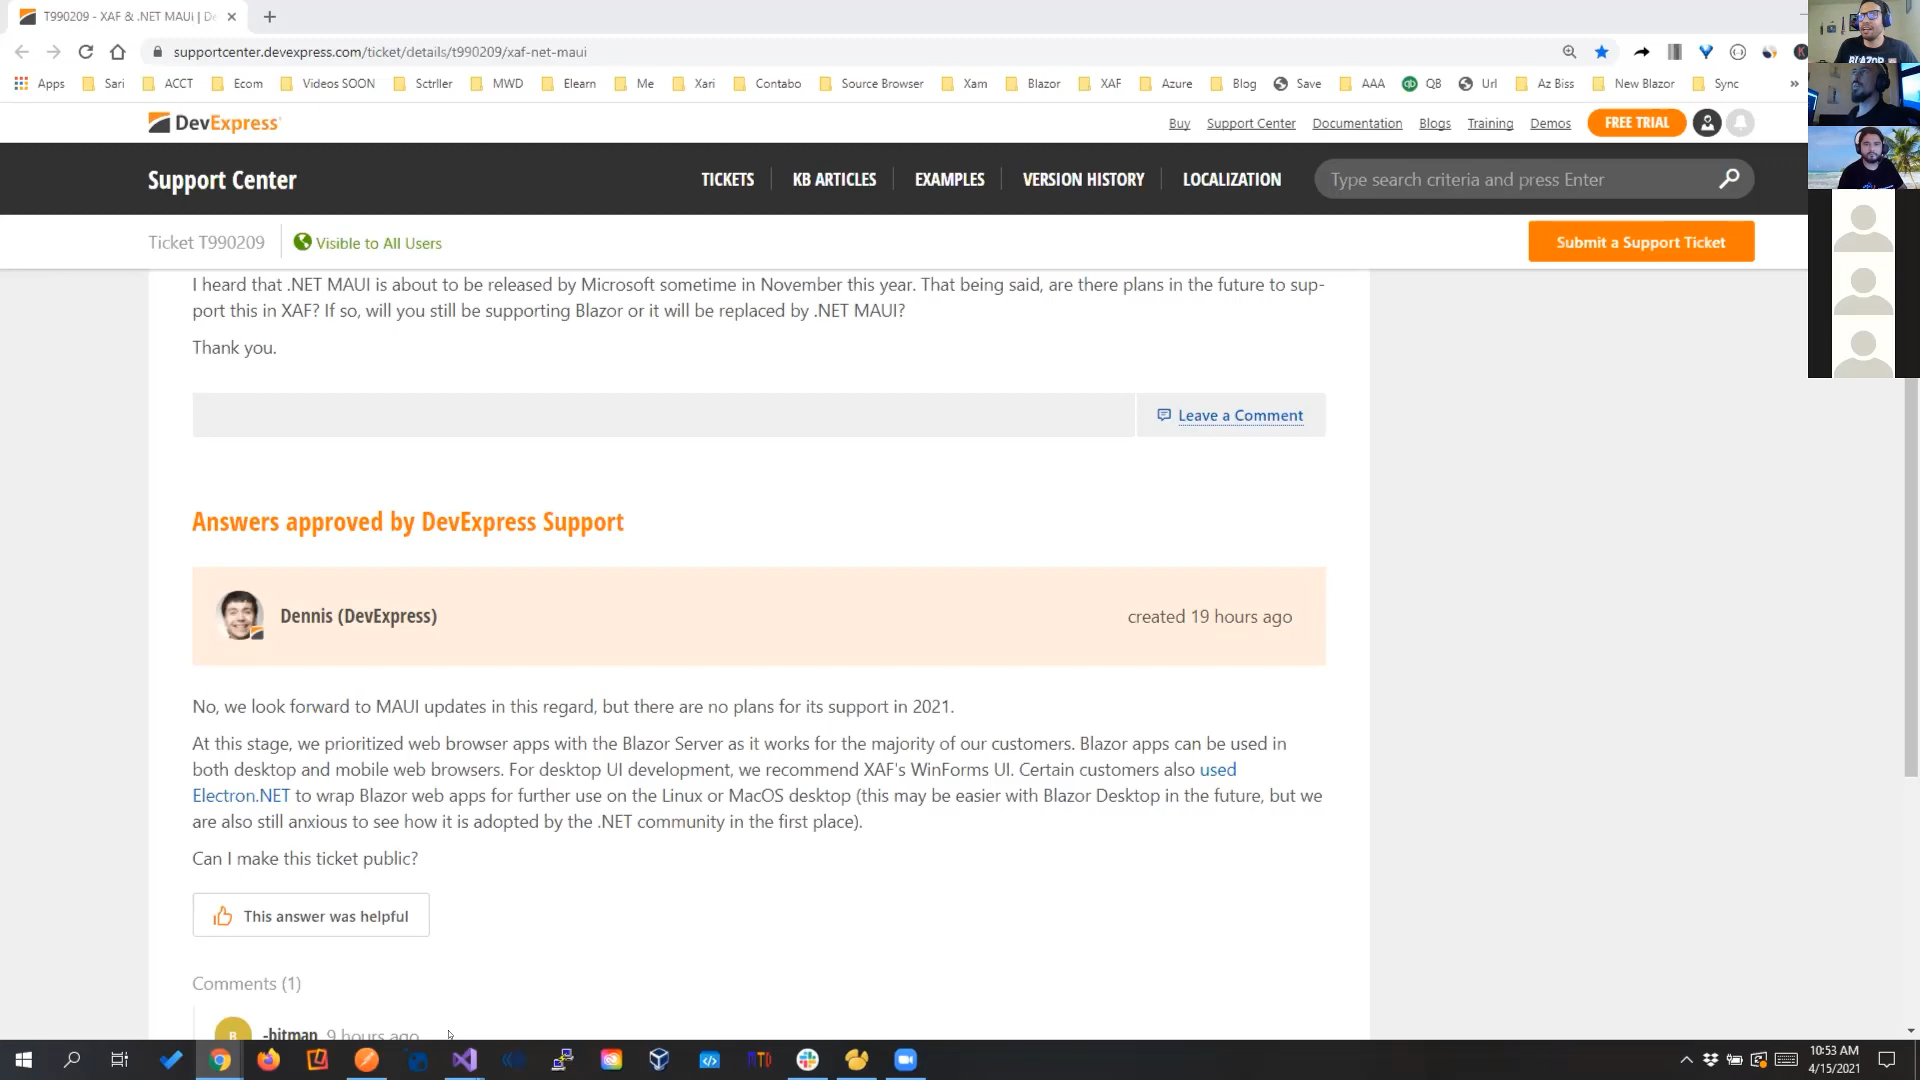 T990209 - XAF & .NET MAUI | De
supportcenter.devexpress.com/ticket/details/t990209/xaf-net-maui
Apps Sari ACCT Ecom Videos SOON Sctrller MWD Elearn Me Xari Contabo Source Browser Xam Blazor XAF Azure Blog Save AAA QB Url Az Biss New Blazor Sync »
DevExpress
Buy Support Center Documentation Blogs Training Demos FREE TRIAL
Support Center
TICKETS KB ARTICLES EXAMPLES VERSION HISTORY LOCALIZATION
Type search criteria and press Enter
Ticket T990209 Visible to All Users
Submit a Support Ticket
I heard that .NET MAUI is about to be released by Microsoft sometime in November this year. That being said, are there plans in the future to sup-
port this in XAF? If so, will you still be supporting Blazor or it will be replaced by .NET MAUI?
Thank you.
Leave a Comment
Answers approved by DevExpress Support
Dennis (DevExpress) created 19 hours ago
No, we look forward to MAUI updates in this regard, but there are no plans for its support in 2021.
At this stage, we prioritized web browser apps with the Blazor Server as it works for the majority of our customers. Blazor apps can be used in
both desktop and mobile web browsers. For desktop UI development, we recommend XAF's WinForms UI. Certain customers also used
Electron.NET to wrap Blazor web apps for further use on the Linux or MacOS desktop (this may be easier with Blazor Desktop in the future, but we
are also still anxious to see how it is adopted by the .NET community in the first place).
Can I make this ticket public?
This answer was helpful
Comments (1)
B -hitman 9 hours ago
10:53 AM
4/15/2021